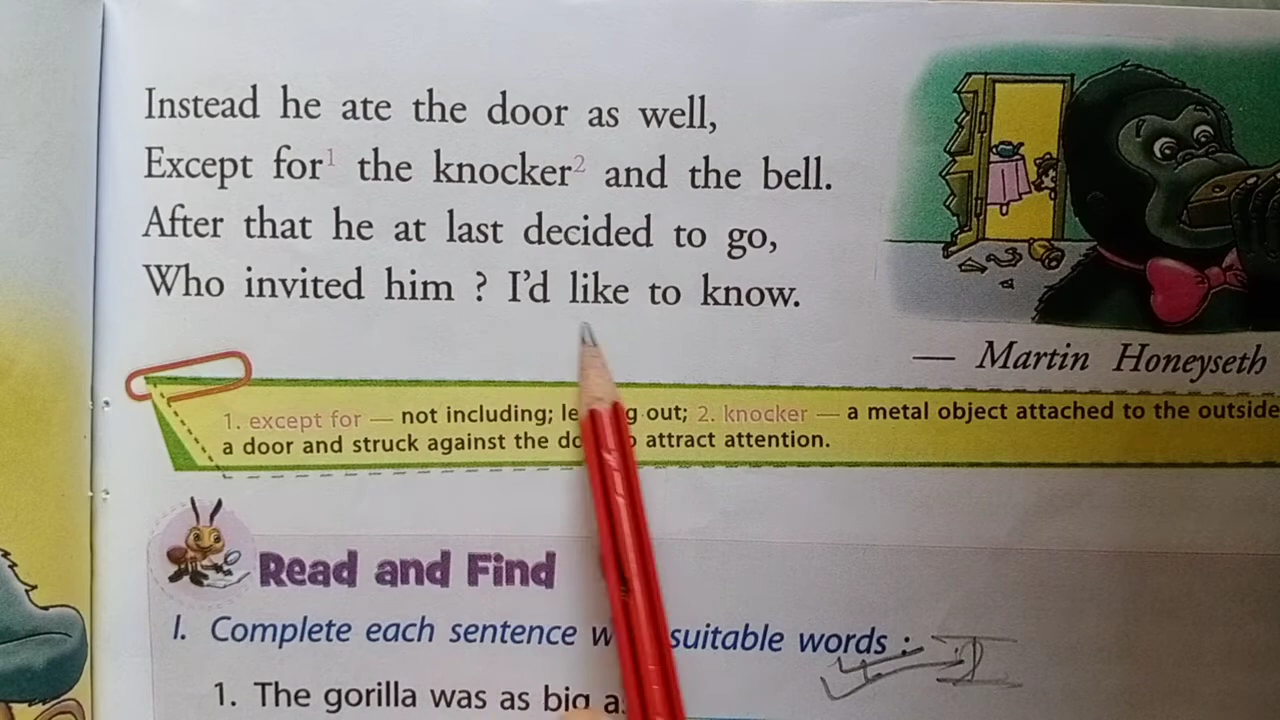 Instead he ate the door as well,
Except for¹ the knocker² and the bell.
After that he at last decided to go,
Who invited him ? I'd like to know.
— Martin Honeyseth
1. except for — not including; out; 2. knocker — a metal object attached to the outside
a door and struck against the attract attention.
Read and Find
I. Complete each sentence suitable words :
1. The gorilla was as big